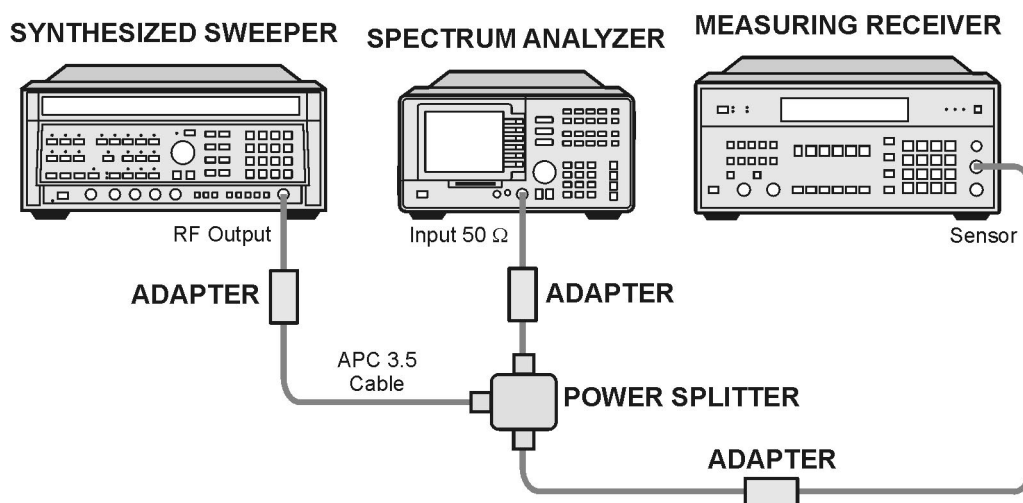 SYNTHESIZED SWEEPER
SPECTRUM ANALYZER
MEASURING RECEIVER
RF Output
Input 50 Ω
Sensor
ADAPTER
ADAPTER
APC 3.5
Cable
POWER SPLITTER
ADAPTER